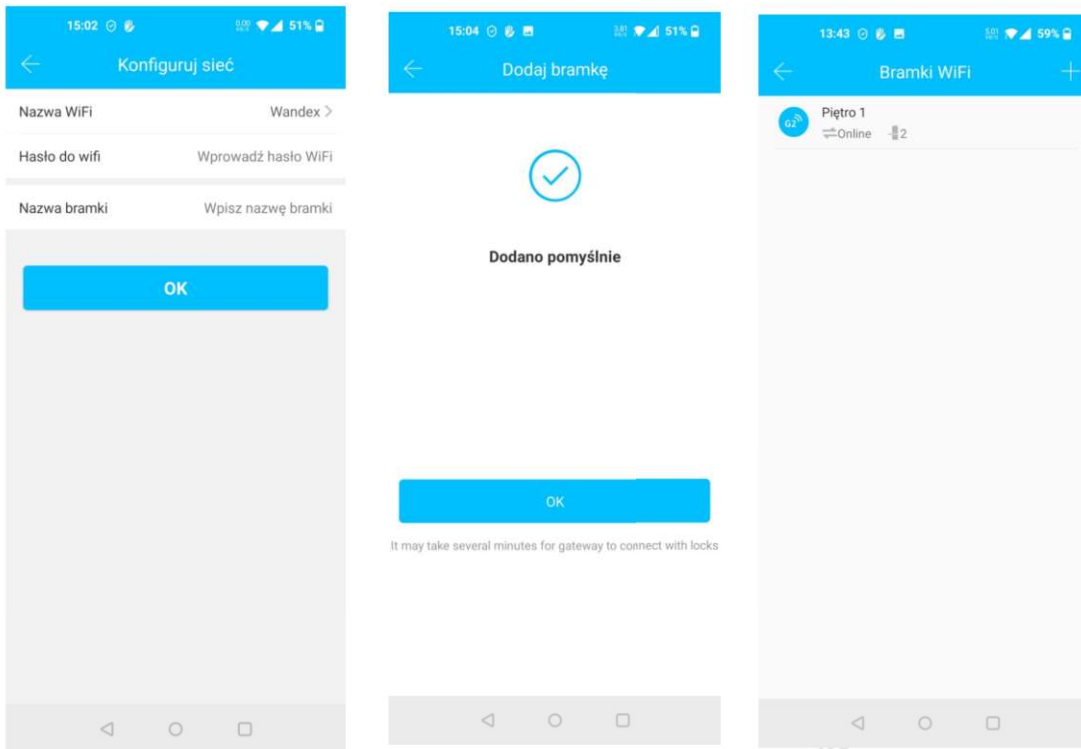 15:02 51%
Konfiguruj sieć
Nazwa WiFi Wandex >
Hasło do wifi Wprowadź hasło WiFi
Nazwa bramki Wpisz nazwę bramki
OK
15:04 51%
Dodaj bramkę
Dodano pomyślnie
OK
It may take several minutes for gateway to connect with locks
13:43 59%
Bramki WiFi
G2
Piętro 1
Online 2